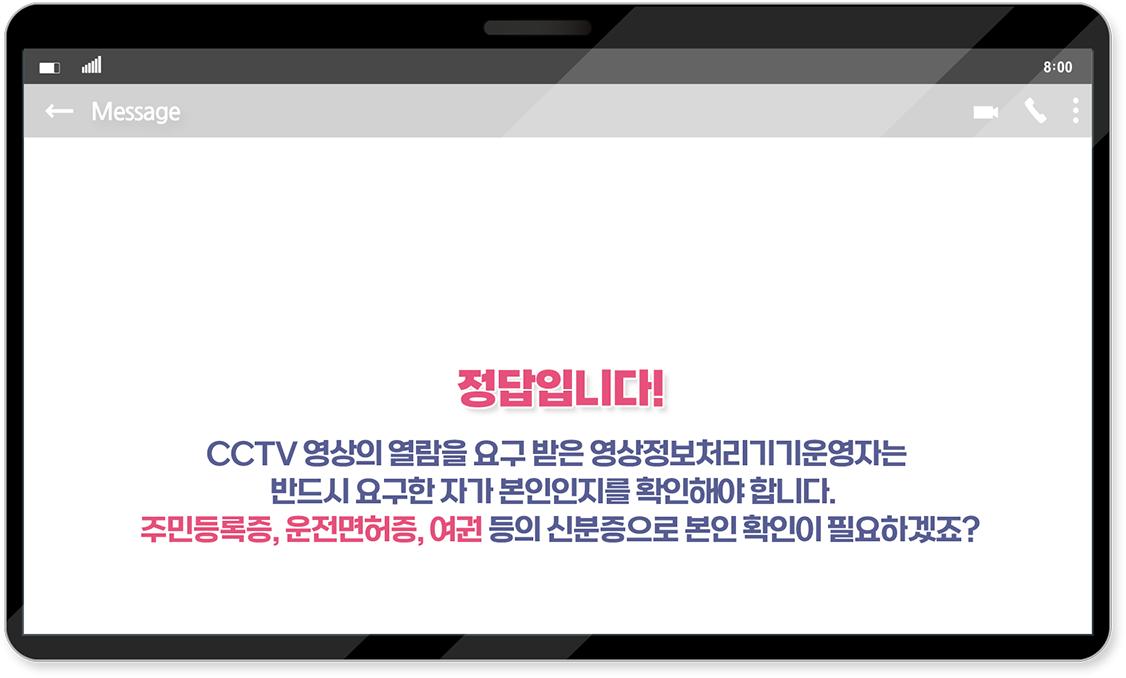 8:00
Message
정답입니다!
CCTV 영상의 열람을 요구 받은 영상정보처리기기운영자는
반드시 요구한 자가 본인인지를 확인해야 합니다.
주민등록증, 운전면허증, 여권 등의 신분증으로 본인 확인이 필요하겠죠?